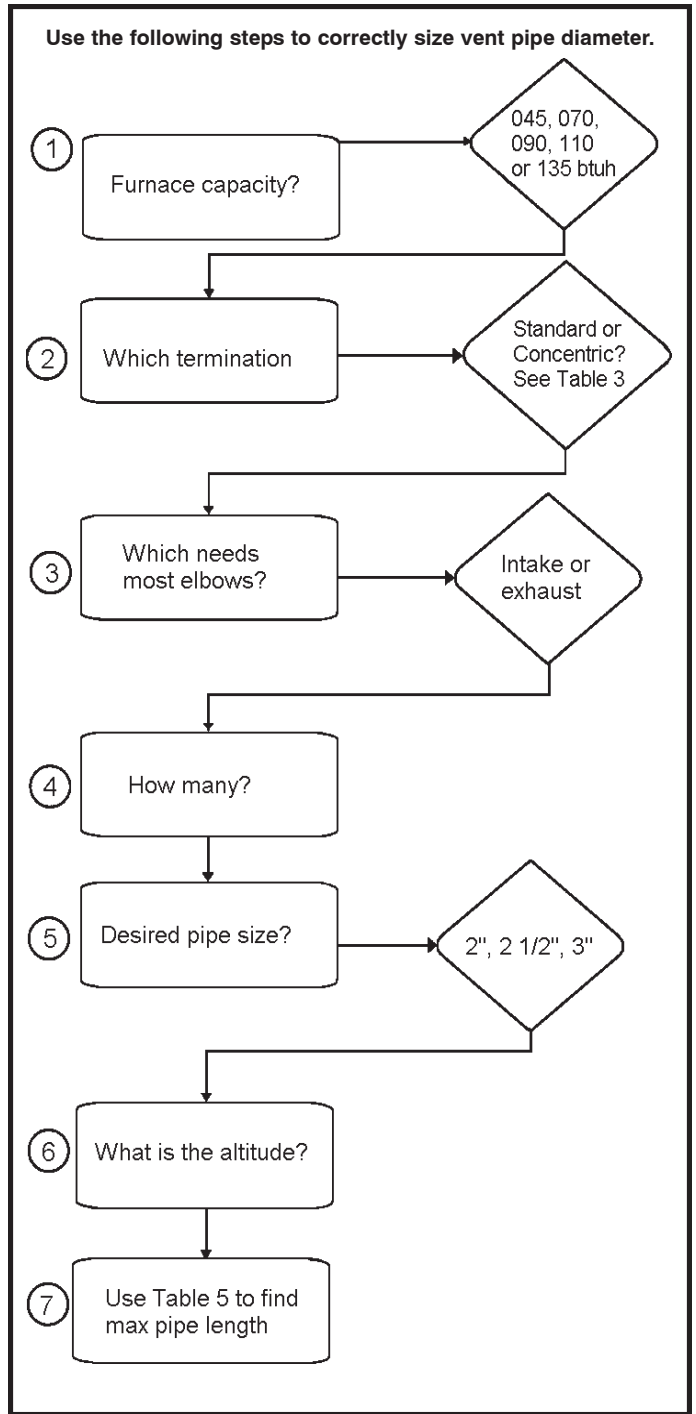 Use the following steps to correctly size vent pipe diameter.
1
Furnace capacity?
045, 070,
090, 110
or 135 btuh
2
Which termination
Standard or
Concentric?
See Table 3
3
Which needs
most elbows?
Intake or
exhaust
4
How many?
5
Desired pipe size?
2", 2 1/2", 3"
6
What is the altitude?
7
Use Table 5 to find
max pipe length